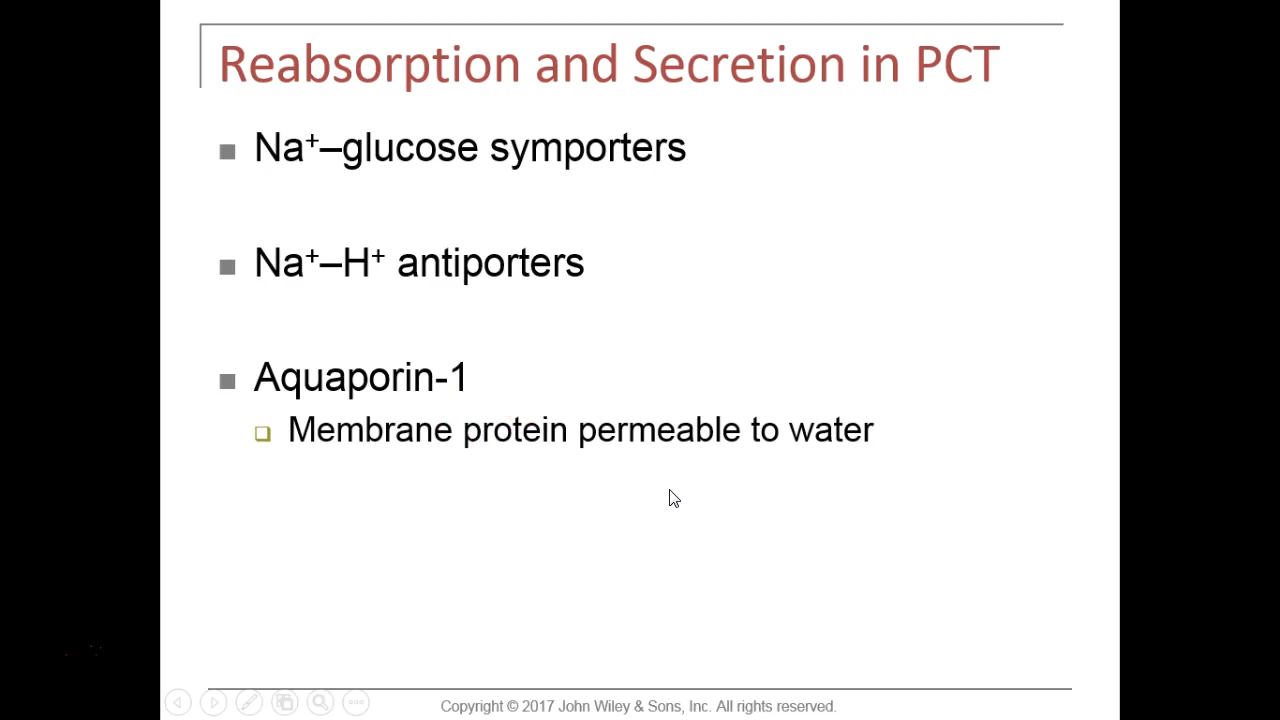 Reabsorption and Secretion in PCT
Na⁺–glucose symporters
Na⁺–H⁺ antiporters
Aquaporin-1
Membrane protein permeable to water
Copyright © 2017 John Wiley & Sons, Inc. All rights reserved.